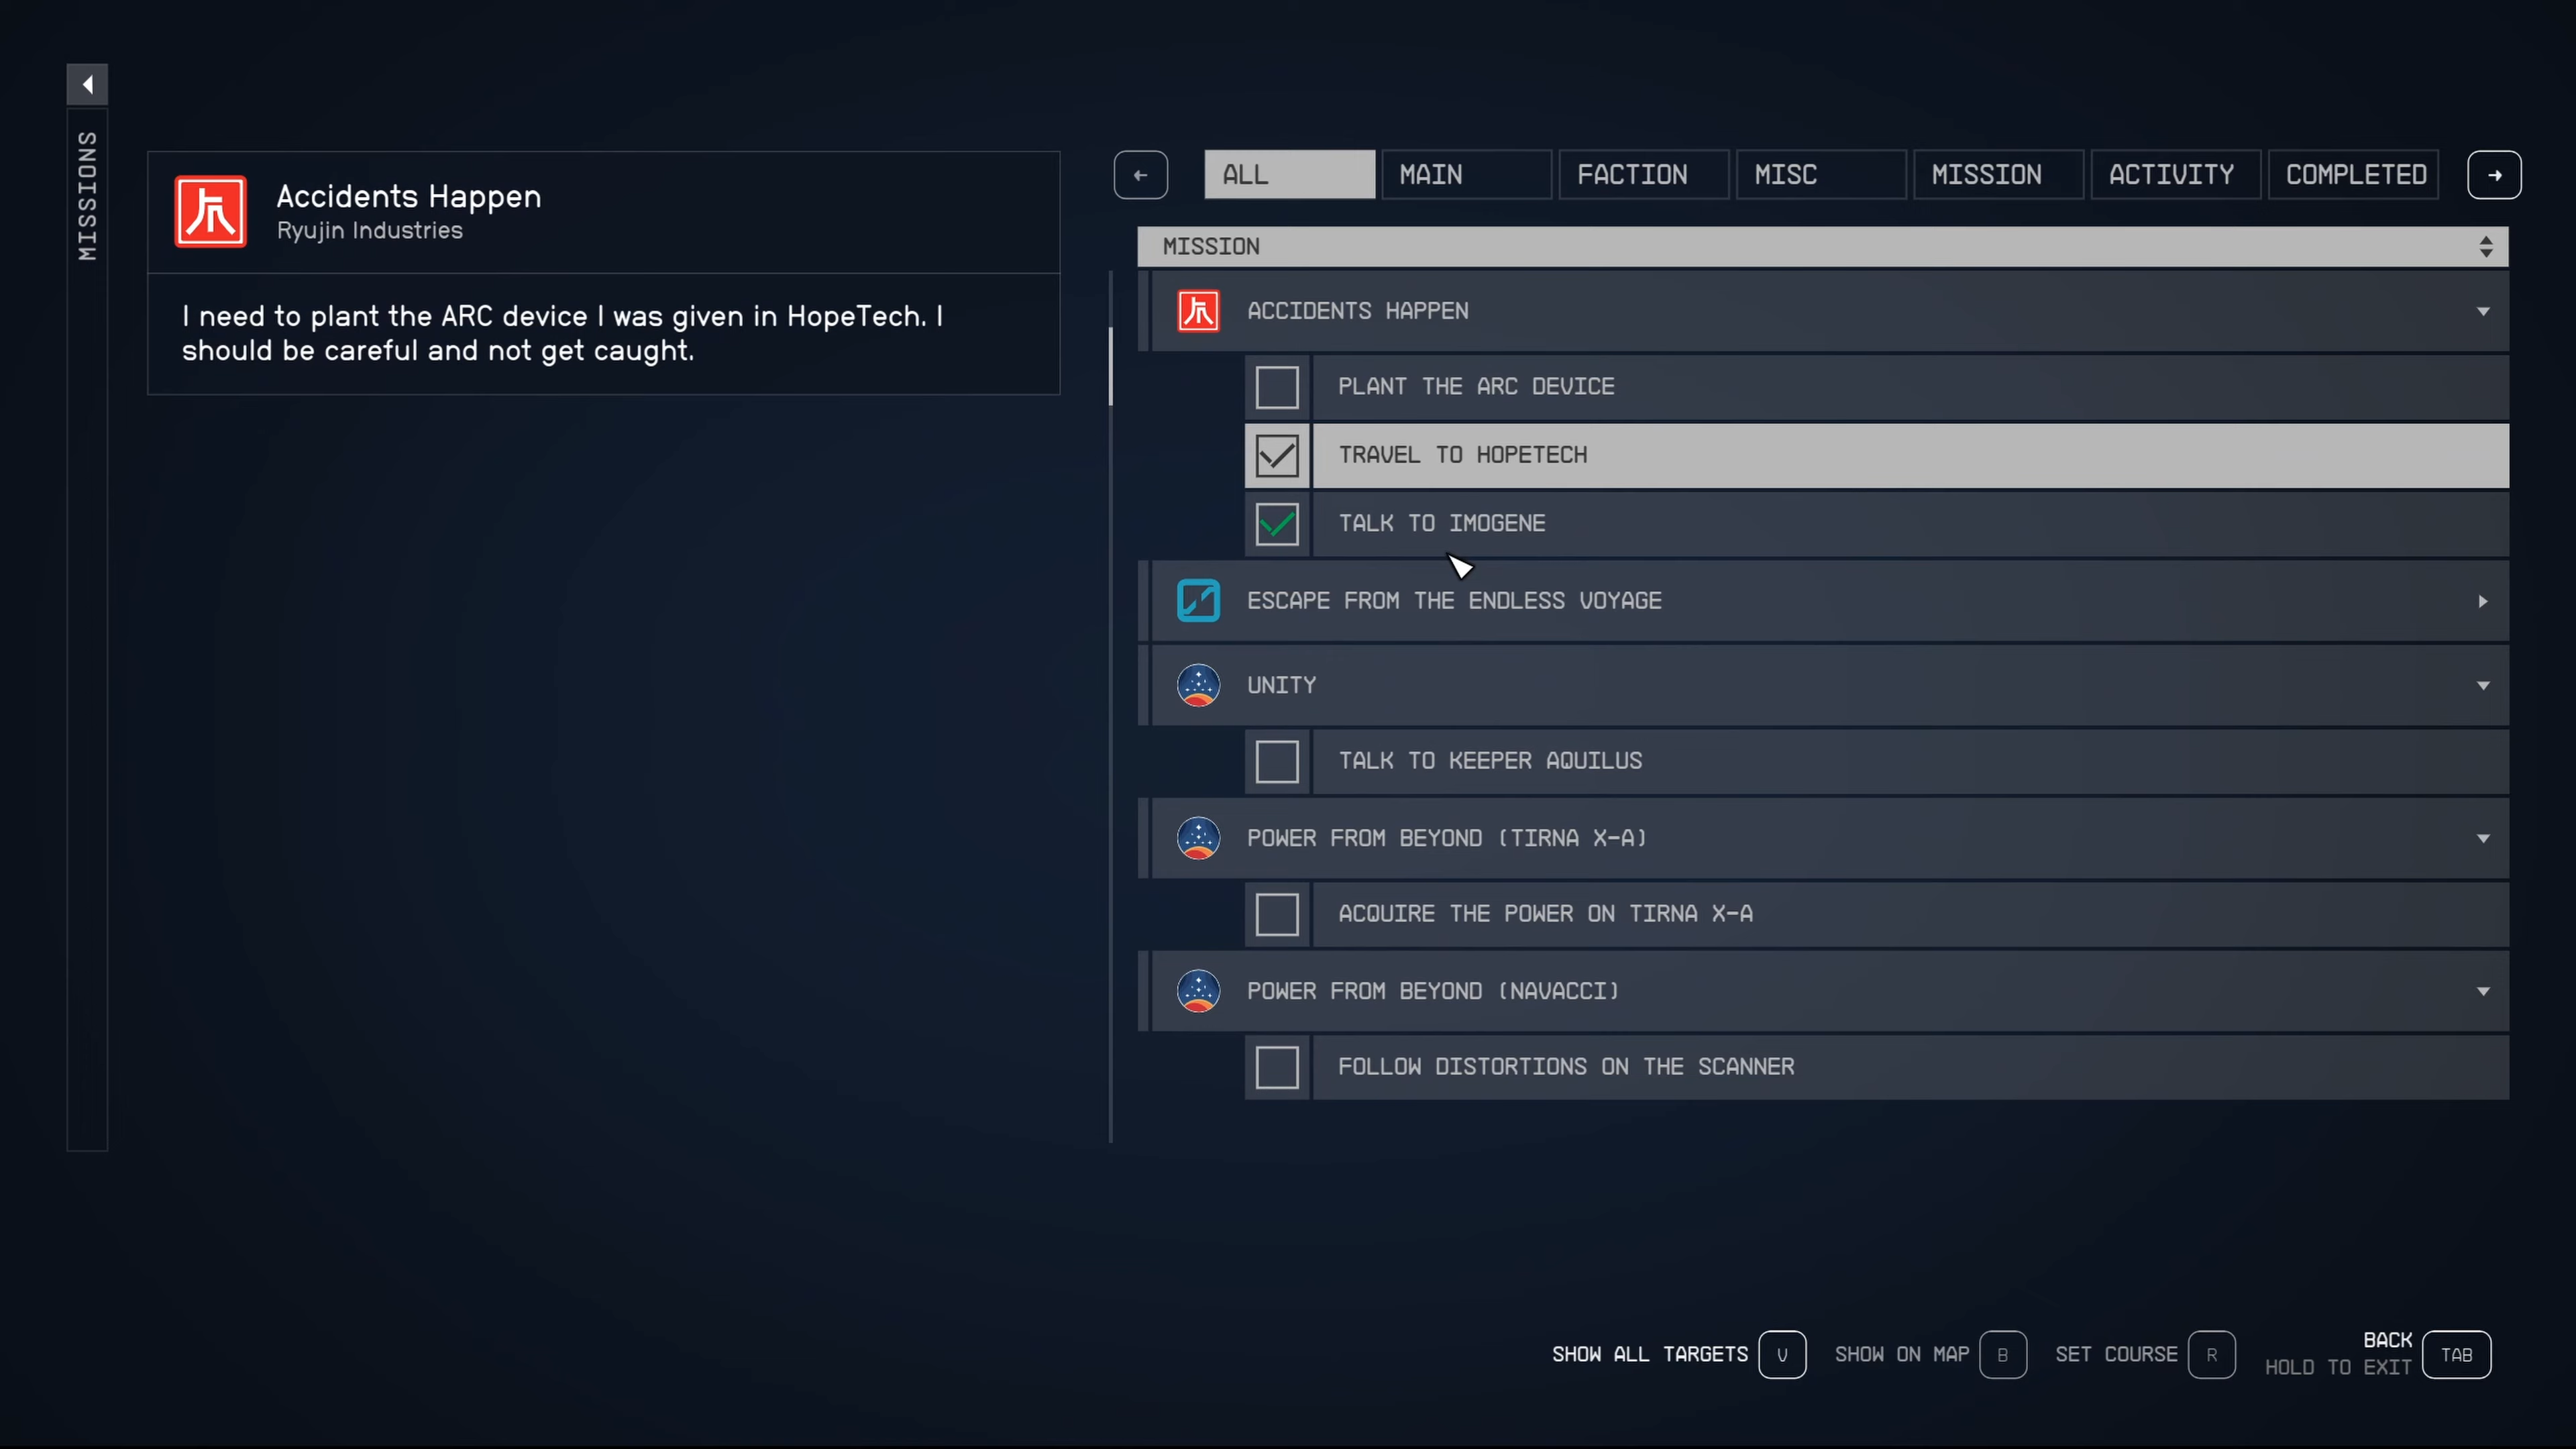 MISSIONS
Accidents Happen
Ryujin Industries
I need to plant the ARC device I was given in HopeTech. I
should be careful and not get caught.
ALL
MAIN
FACTION
MISC
MISSION
ACTIVITY
COMPLETED
MISSION
ACCIDENTS HAPPEN
PLANT THE ARC DEVICE
TRAVEL TO HOPETECH
TALK TO IMOGENE
ESCAPE FROM THE ENDLESS VOYAGE
UNITY
TALK TO KEEPER AQUILUS
POWER FROM BEYOND (TIRNA X-A)
ACQUIRE THE POWER ON TIRNA X-A
POWER FROM BEYOND (NAVACCI)
FOLLOW DISTORTIONS ON THE SCANNER
SHOW ALL TARGETS V
SHOW ON MAP B
SET COURSE R
BACK
HOLD TO EXIT
TAB